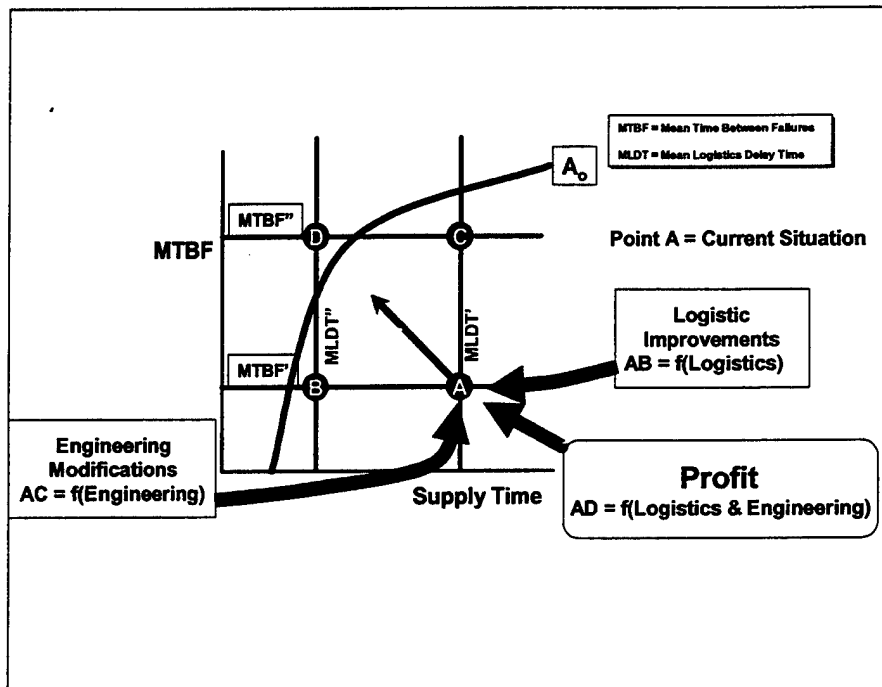 MTBF = Mean Time Between Failures
MLDT = Mean Logistics Delay Time
A₀
MTBF"
D
C
MTBF
Point A = Current Situation
MLDT"
MLDT'
Logistic
Improvements
AB = f(Logistics)
MTBF'
B
A
Engineering
Modifications
AC = f(Engineering)
Profit
AD = f(Logistics & Engineering)
Supply Time